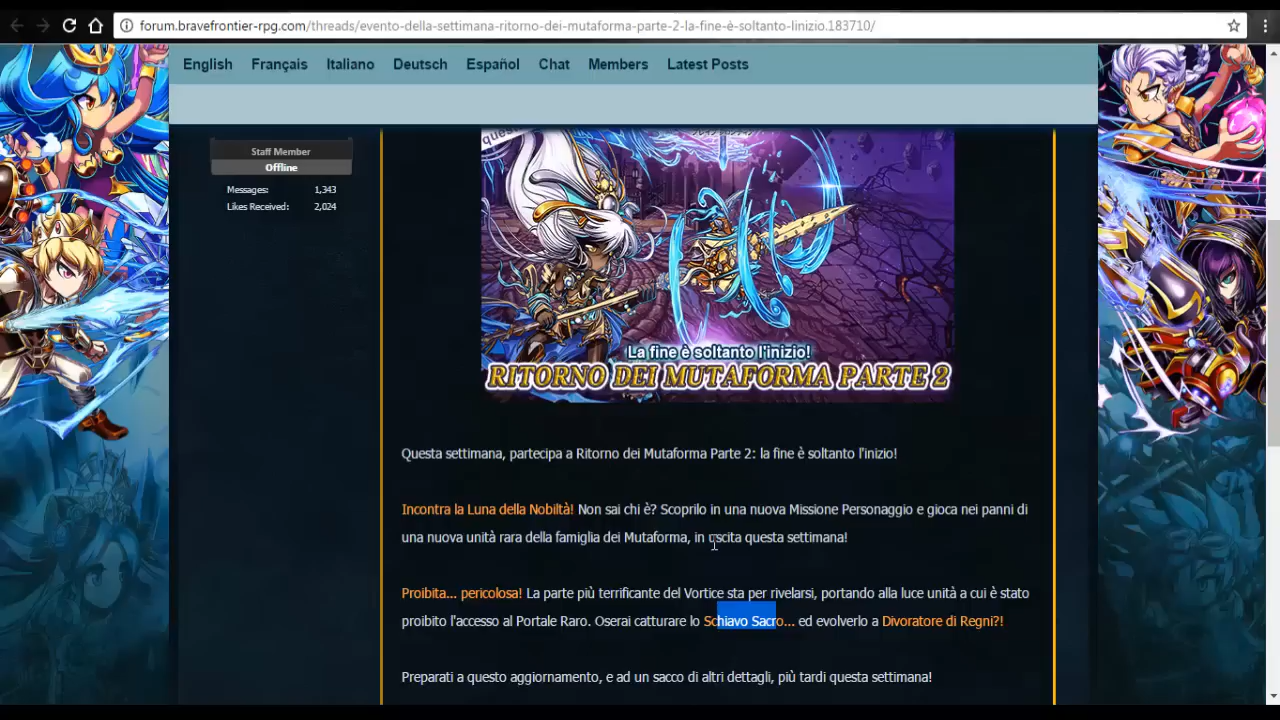 forum.bravefrontier-rpg.com/threads/evento-della-settimana-ritorno-dei-mutaforma-parte-2-la-fine-è-soltanto-linizio.183710/
English Français Italiano Deutsch Español Chat Members Latest Posts
Staff Member
Offline
Messages: 1,343
Likes Received: 2,024
La fine è soltanto l'inizio!
RITORNO DEI MUTAFORMA PARTE 2
Questa settimana, partecipa a Ritorno dei Mutaforma Parte 2: la fine è soltanto l'inizio!
Incontra la Luna della Nobiltà! Non sai chi è? Scoprilo in una nuova Missione Personaggio e gioca nei panni di
una nuova unità rara della famiglia dei Mutaforma, in uscita questa settimana!
Proibita... pericolosa! La parte più terrificante del Vortice sta per rivelarsi, portando alla luce unità a cui è stato
proibito l'accesso al Portale Raro. Oserai catturare lo Schiavo Sacro... ed evolverlo a Divoratore di Regni?!
Preparati a questo aggiornamento, e ad un sacco di altri dettagli, più tardi questa settimana!